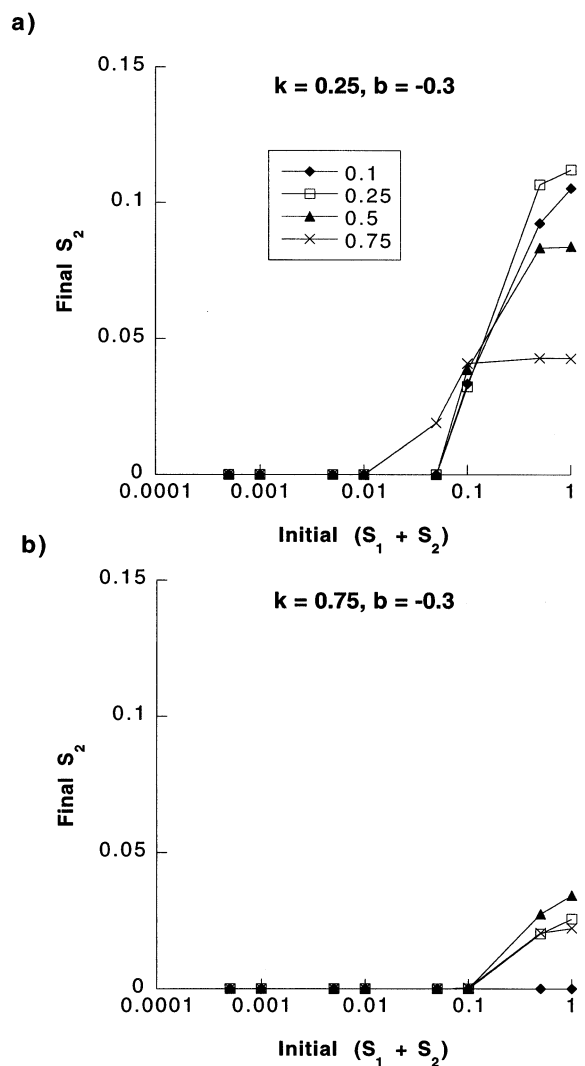 a)
k = 0.25, b = -0.3
0.15
0.1
0.05
0
Final S₂
0.1
0.25
0.5
0.75
0.0001 0.001 0.01 0.1 1
Initial (S₁ + S₂)
b)
k = 0.75, b = -0.3
0.15
0.1
0.05
0
Final S₂
0.0001 0.001 0.01 0.1 1
Initial (S₁ + S₂)